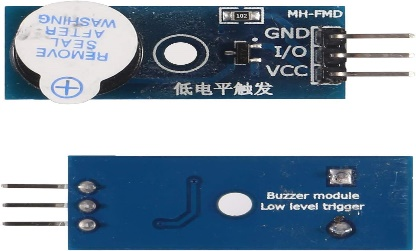 REMOVE
SEAL
AFTER
WASHING
+
102
MH-FMD
GND
I/O
VCC
低电平触发
Buzzer module
Low level trigger